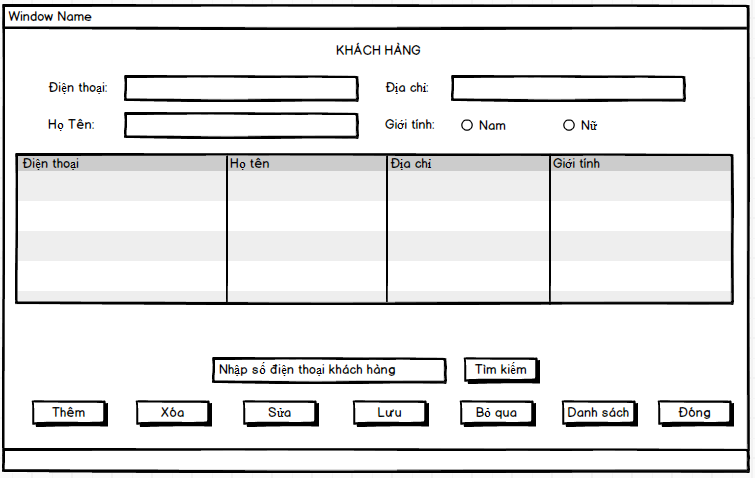 Window Name
KHÁCH HÀNG
Điện thoại: Địa chỉ:
Họ Tên: Giới tính: Nam Nữ
Điện thoại Họ tên Địa chỉ Giới tính
Nhập số điện thoại khách hàng Tìm kiếm
Thêm Xóa Sửa Lưu Bỏ qua Danh sách Đóng